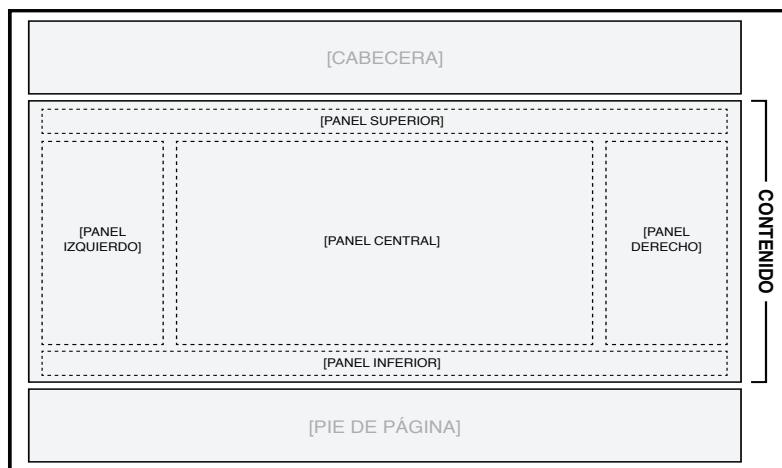 [CABECERA]
[PANEL SUPERIOR]
[PANEL
IZQUIERDO]
[PANEL CENTRAL]
[PANEL
DERECHO]
CONTENIDO
[PANEL INFERIOR]
[PIE DE PÁGINA]